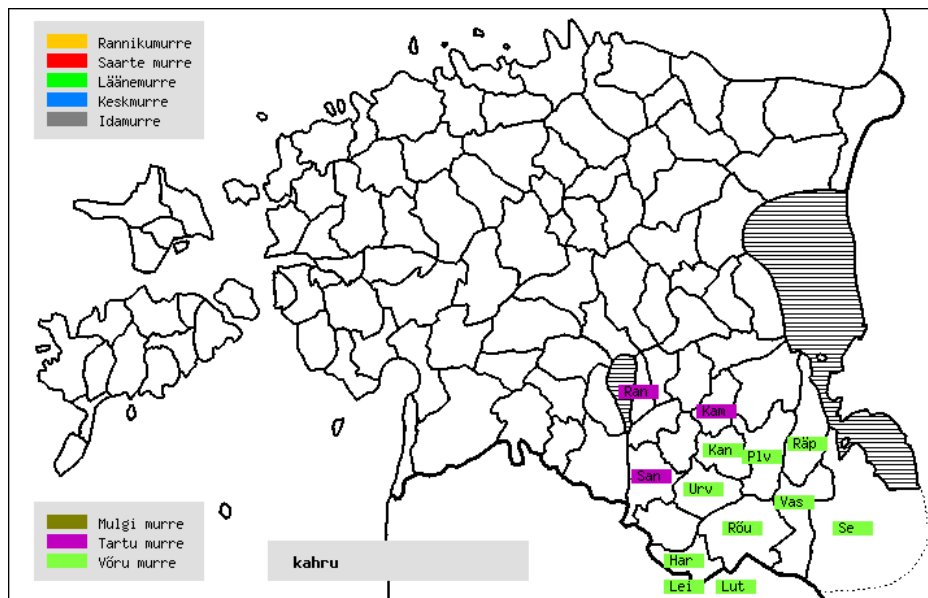 Rannikumurre
Saarte murre
Läänemurre
Keskmurre
Idamurre
Ran
Kam
Kan
Plv
Räp
San
Urv
Vas
Rõu
Se
Har
Lei
Lut
Mulgi murre
Tartu murre
Võru murre
kahru